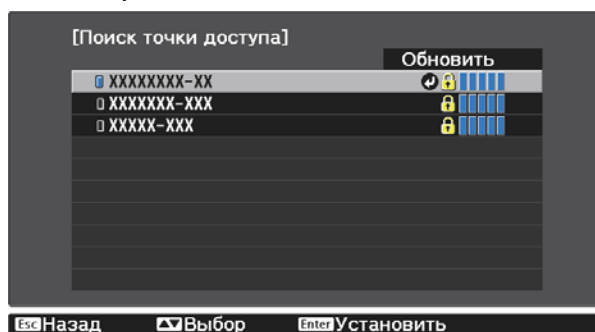 [Поиск точки доступа]
Обновить
XXXXXXXX-XX
XXXXXXX-XXX
XXXXX-XXX
Esc Назад Выбор Enter Установить